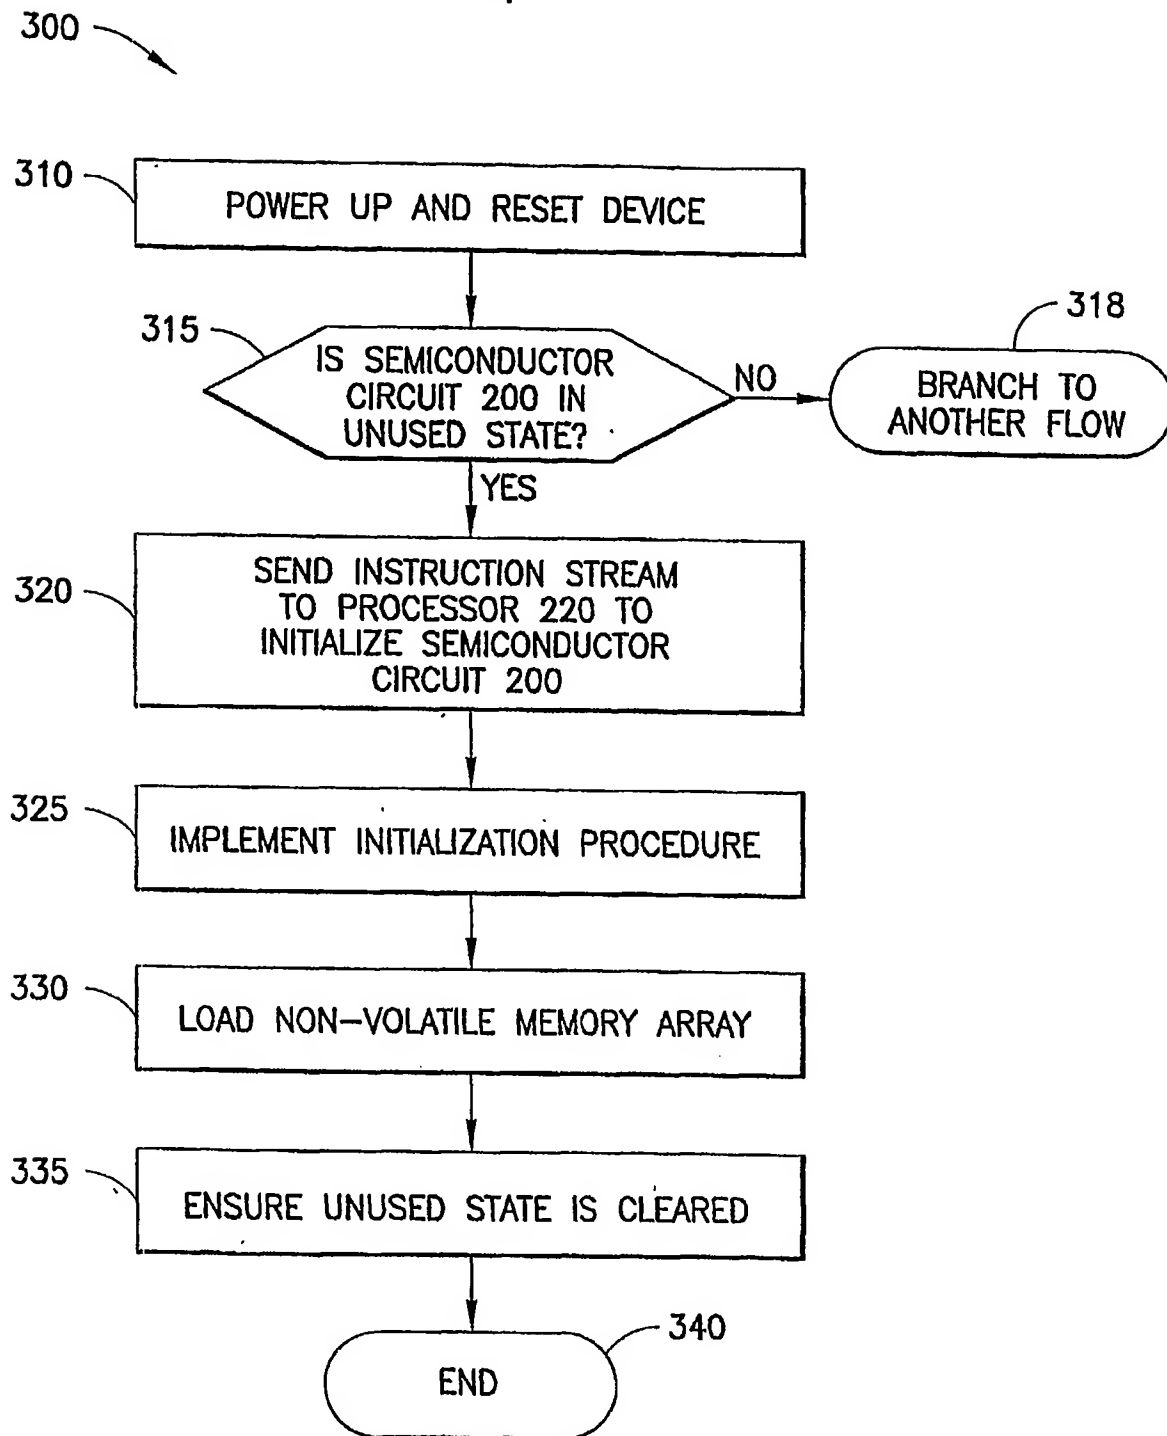 300
310
POWER UP AND RESET DEVICE
315
IS SEMICONDUCTOR
CIRCUIT 200 IN
UNUSED STATE?
NO
318
BRANCH TO
ANOTHER FLOW
YES
320
SEND INSTRUCTION STREAM
TO PROCESSOR 220 TO
INITIALIZE SEMICONDUCTOR
CIRCUIT 200
325
IMPLEMENT INITIALIZATION PROCEDURE
330
LOAD NON-VOLATILE MEMORY ARRAY
335
ENSURE UNUSED STATE IS CLEARED
340
END